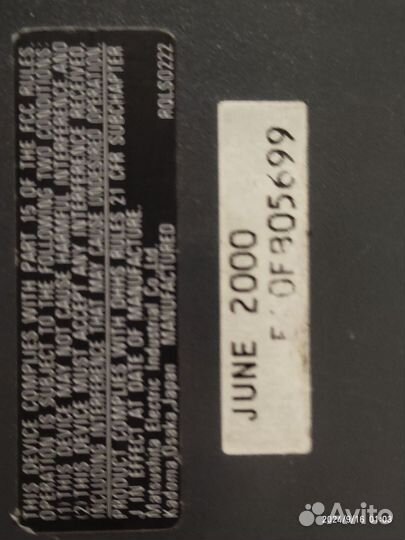 THIS DEVICE COMPLIES WITH PART 15 OF THE FCC RULES.
OPERATION IS SUBJECT TO THE FOLLOWING TWO CONDITIONS:
1. THIS DEVICE MAY NOT CAUSE HARMFUL INTERFERENCE AND
2. THIS DEVICE MUST ACCEPT ANY INTERFERENCE RECEIVED,
INTERFERENCE THAT MAY CAUSE UNDESIRED OPERATION.
PRODUCT COMPLIES WITH DHHS RULES 21 CFR SUBCHAPTER
J IN EFFECT AT DATE OF MANUFACTURE.
Matsushita Electric Industrial Co., Ltd.
Kadoma, Osaka, Japan MANUFACTURED
RQLS0222
JUNE 2000
0FB05699
Avito
2024/9/16 01:03